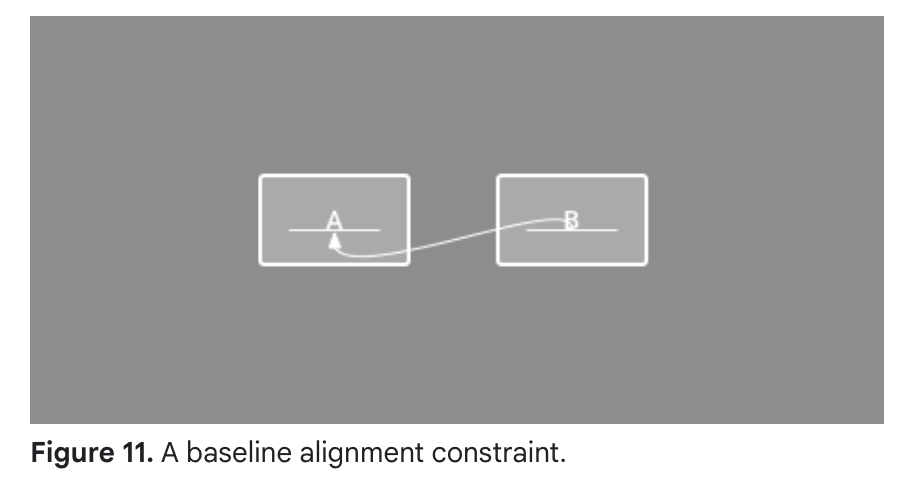 A B
Figure 11. A baseline alignment constraint.